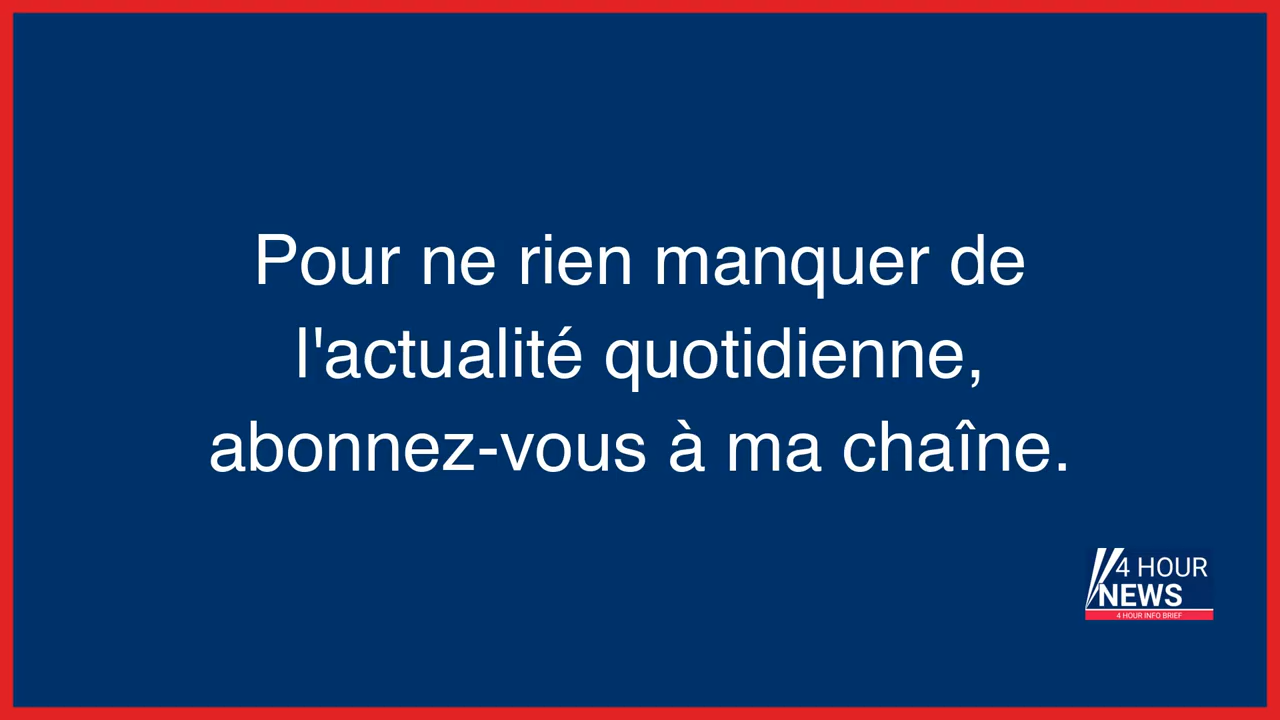 Pour ne rien manquer de
l'actualité quotidienne,
abonnez-vous à ma chaîne.
4 HOUR
NEWS
4 HOUR INFO BRIEF